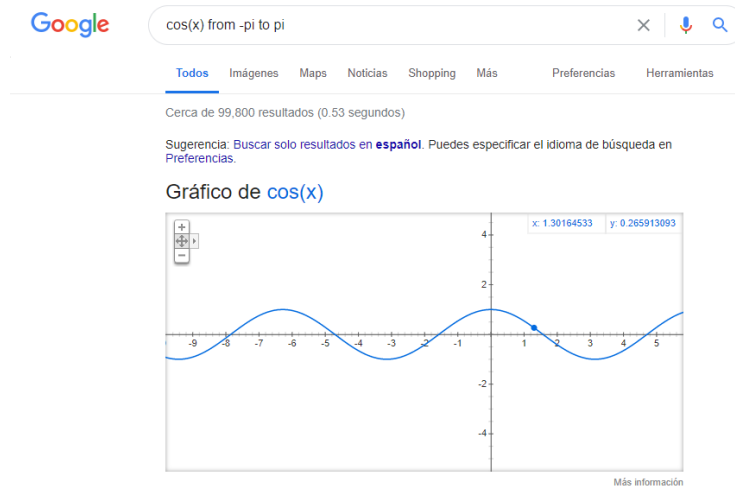 Google
cos(x) from -pi to pi
Todos Imágenes Maps Noticias Shopping Más Preferencias Herramientas
Cerca de 99,800 resultados (0.53 segundos)
Sugerencia: Buscar solo resultados en español. Puedes especificar el idioma de búsqueda en
Preferencias.
Gráfico de cos(x)
x: 1.30164533 y: 0.265913093
4
2
-9 -8 -7 -6 -5 -4 -3 -2 -1 1 2 3 4 5
-2
-4
Más información